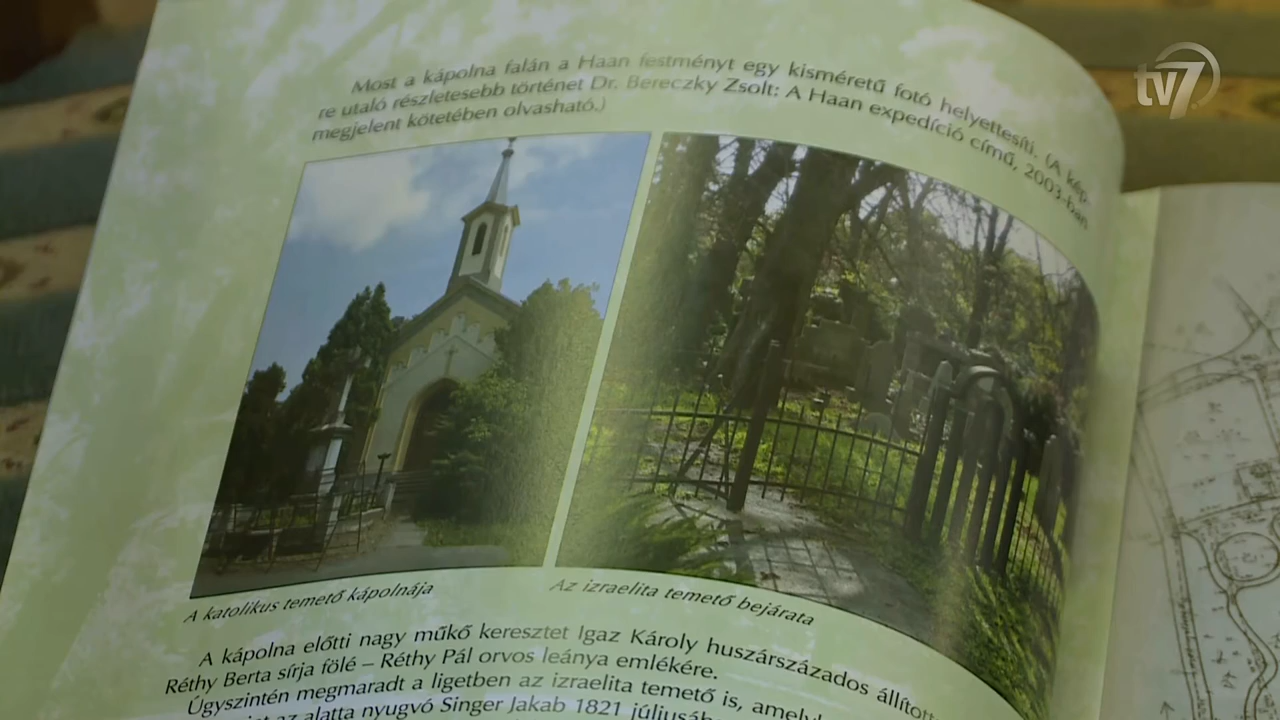 tv7
Most a kápolna falán a Haan festményt egy kisméretű fotó helyettesíti. (A kép-
re utaló részletesebb történet Dr. Bereczky Zsolt: A Haan expedíció című, 2003-ban
megjelent kötetében olvasható.)
A katolikus temető kápolnája
Az izraelita temető bejárata
A kápolna előtti nagy műkő keresztet Igaz Károly huszárszázados állított
Réthy Berta sírja fölé – Réthy Pál orvos leánya emlékére.
Úgyszintén megmaradt a ligetben az izraelita temető is, amely
az alatta nyugvó Singer Jakab 1821